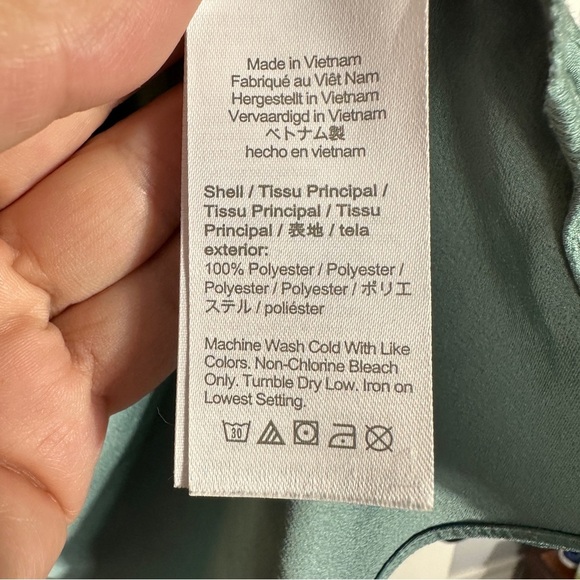 Made in Vietnam
Fabriqué au Viêt Nam
Hergestellt in Vietnam
Vervaardigd in Vietnam
ベトナム製
hecho en vietnam
Shell / Tissu Principal /
Tissu Principal / Tissu
Principal / 表地 / tela
exterior:
100% Polyester / Polyester /
Polyester / Polyester / ポリエ
ステル / poliéster
Machine Wash Cold With Like
Colors. Non-Chlorine Bleach
Only. Tumble Dry Low. Iron on
Lowest Setting.
30